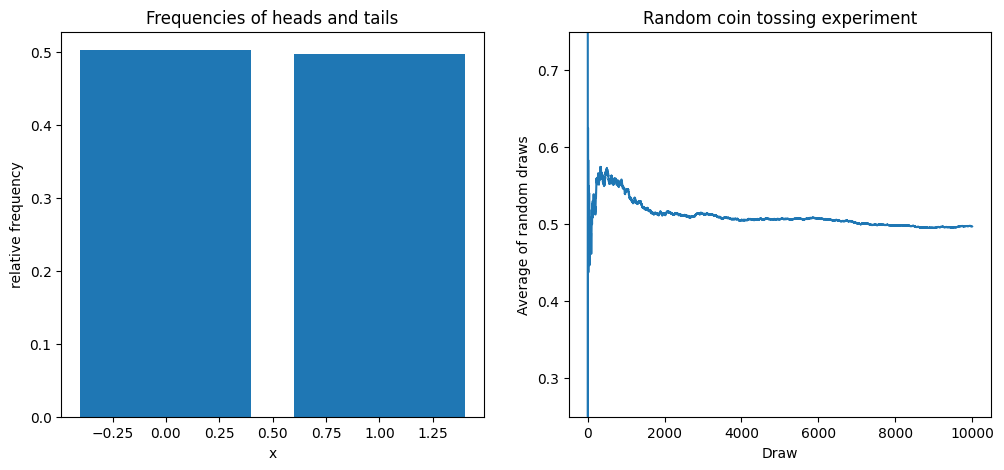 Frequencies of heads and tails
relative frequency
0.5
0.4
0.3
0.2
0.1
0.0
−0.25 0.00 0.25 0.50 0.75 1.00 1.25
x
Random coin tossing experiment
Average of random draws
0.7
0.6
0.5
0.4
0.3
0 2000 4000 6000 8000 10000
Draw